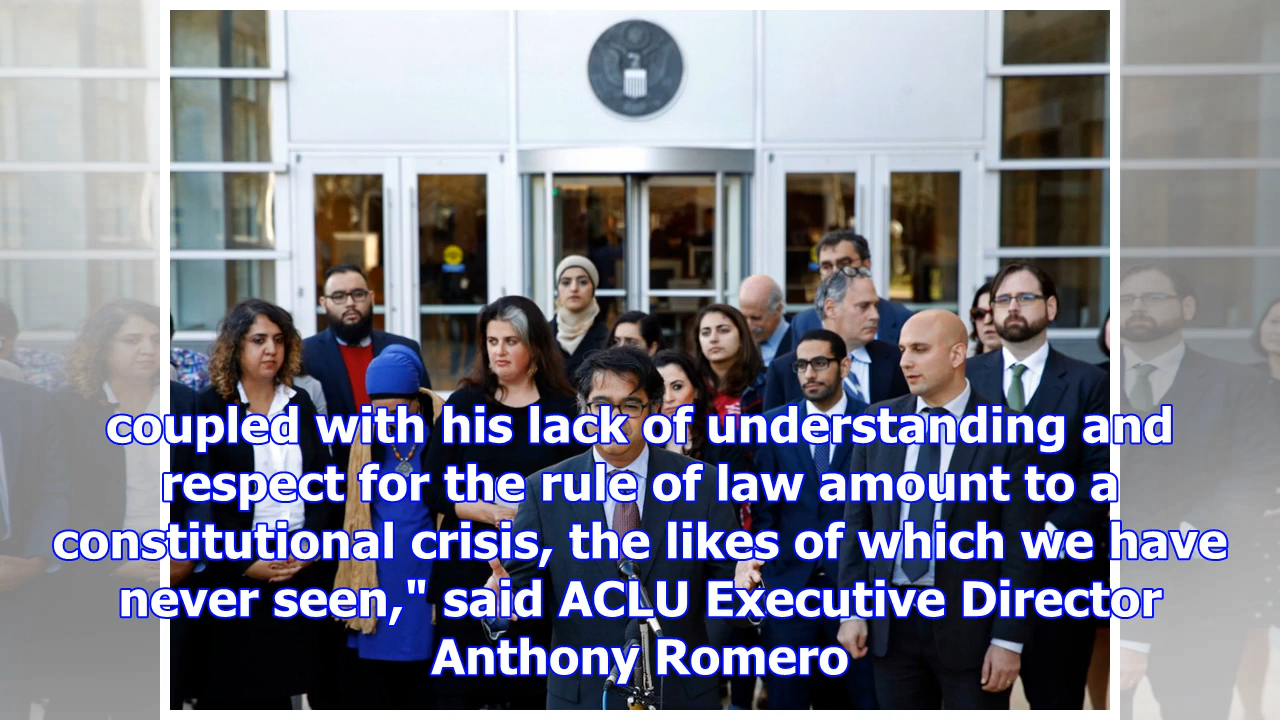 coupled with his lack of understanding and
respect for the rule of law amount to a
constitutional crisis, the likes of which we have
never seen," said ACLU Executive Director
Anthony Romero